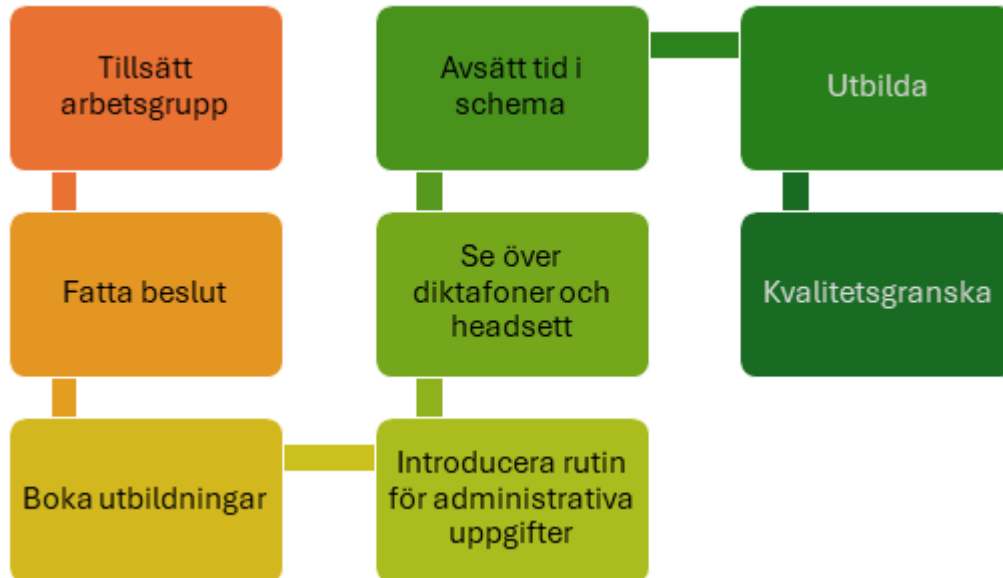 Tillsätt
arbetsgrupp
Fatta beslut
Boka utbildningar
Introducera rutin
för administrativa
uppgifter
Se över
diktafoner och
headsett
Avsätt tid i
schema
Utbilda
Kvalitetsgranska